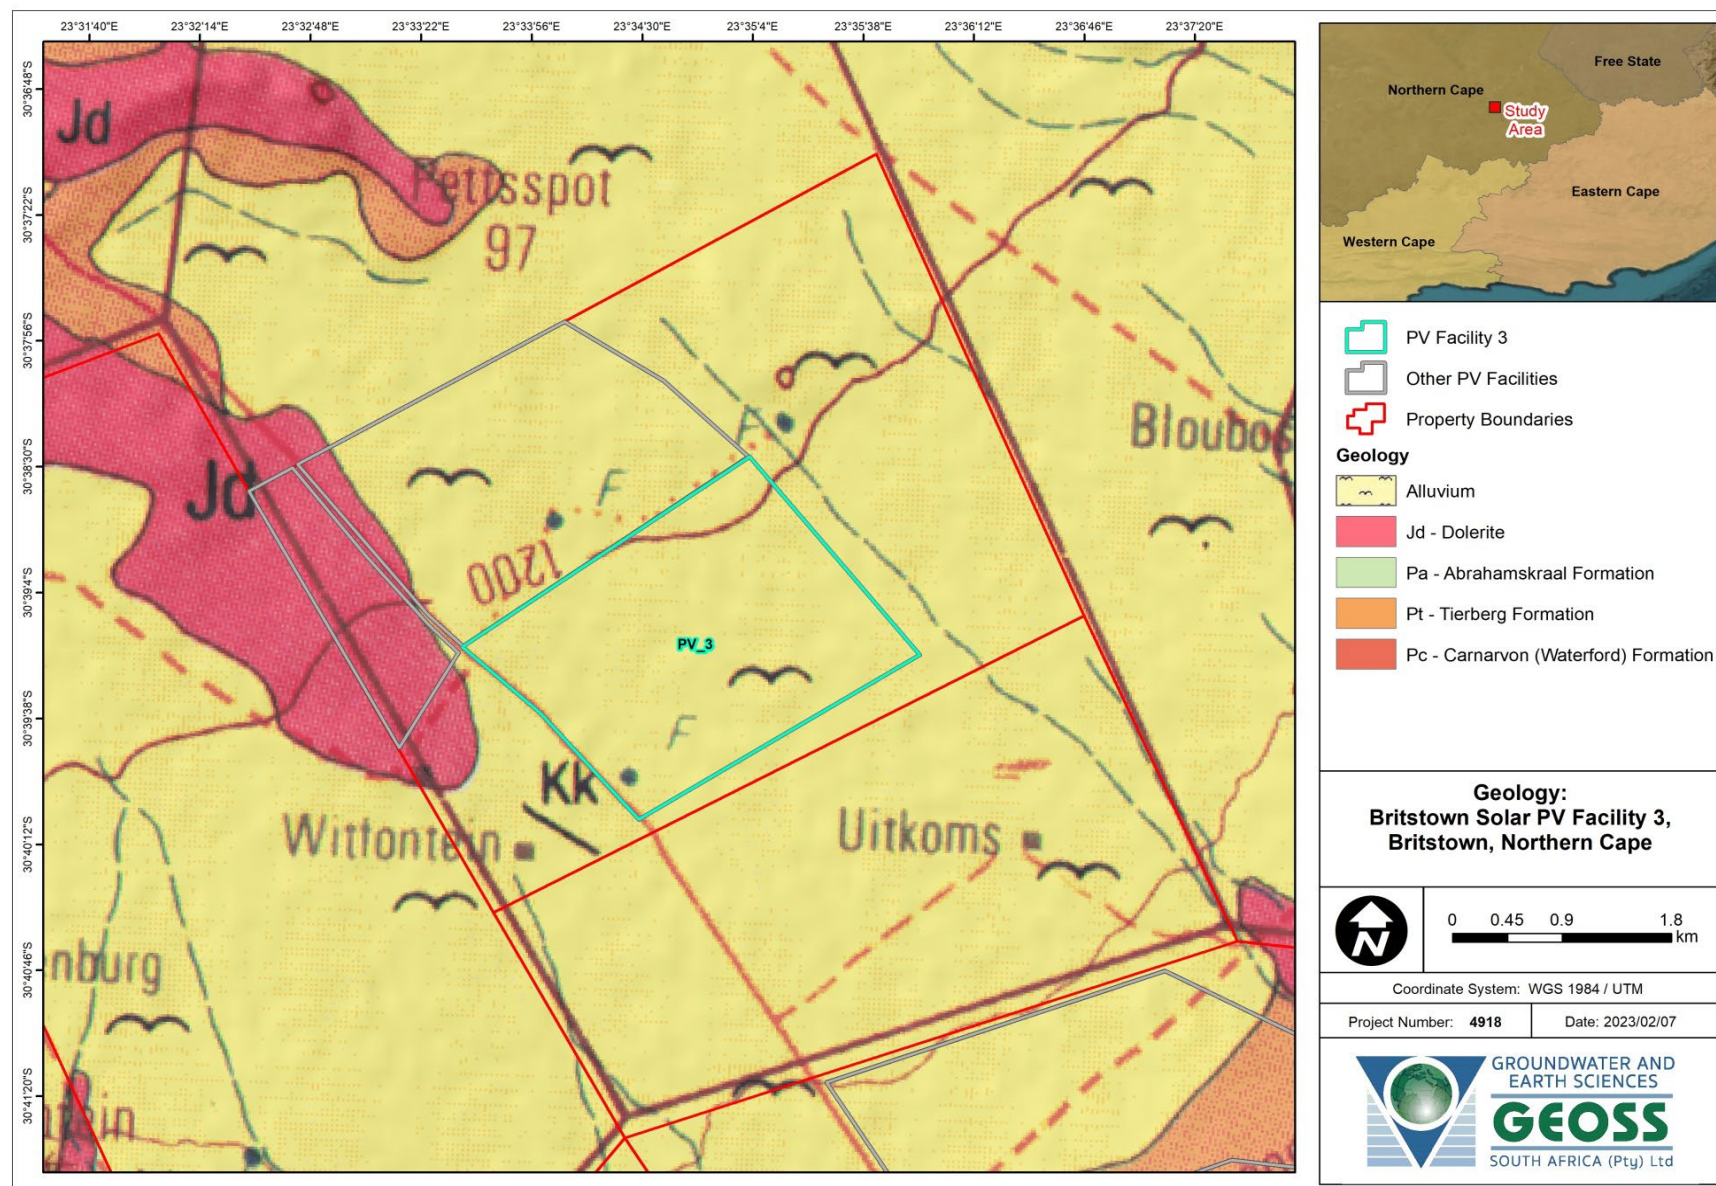 23°31'40"E
23°32'14"E
23°32'48"E
23°33'22"E
23°33'56"E
23°34'30"E
23°35'4"E
23°35'38"E
23°36'12"E
23°36'46"E
23°37'20"E
30°36'48"S
30°37'22"S
30°37'56"S
30°38'30"S
30°39'4"S
30°39'38"S
30°40'12"S
30°40'46"S
30°41'20"S
Jd
97
Jd
F
F
1200
Bloubos
PV_3
F
Kk
Witfontein
Uitkoms
nburg
Northern Cape
Free State
Study
Area
Eastern Cape
Western Cape
PV Facility 3
Other PV Facilities
Property Boundaries
Geology
Alluvium
Jd - Dolerite
Pa - Abrahamskraal Formation
Pt - Tierberg Formation
Pc - Carnarvon (Waterford) Formation
Geology:
Britstown Solar PV Facility 3,
Britstown, Northern Cape
N
0 0.45 0.9 1.8
km
Coordinate System: WGS 1984 / UTM
Project Number: 4918
Date: 2023/02/07
GROUNDWATER AND
EARTH SCIENCES
GEOSS
SOUTH AFRICA (Pty) Ltd